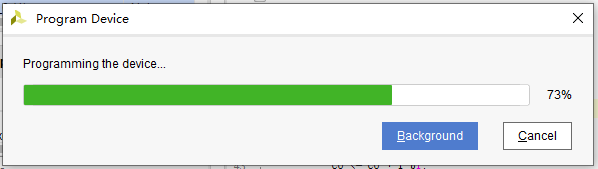 Program Device
Programming the device...
73%
Background
Cancel